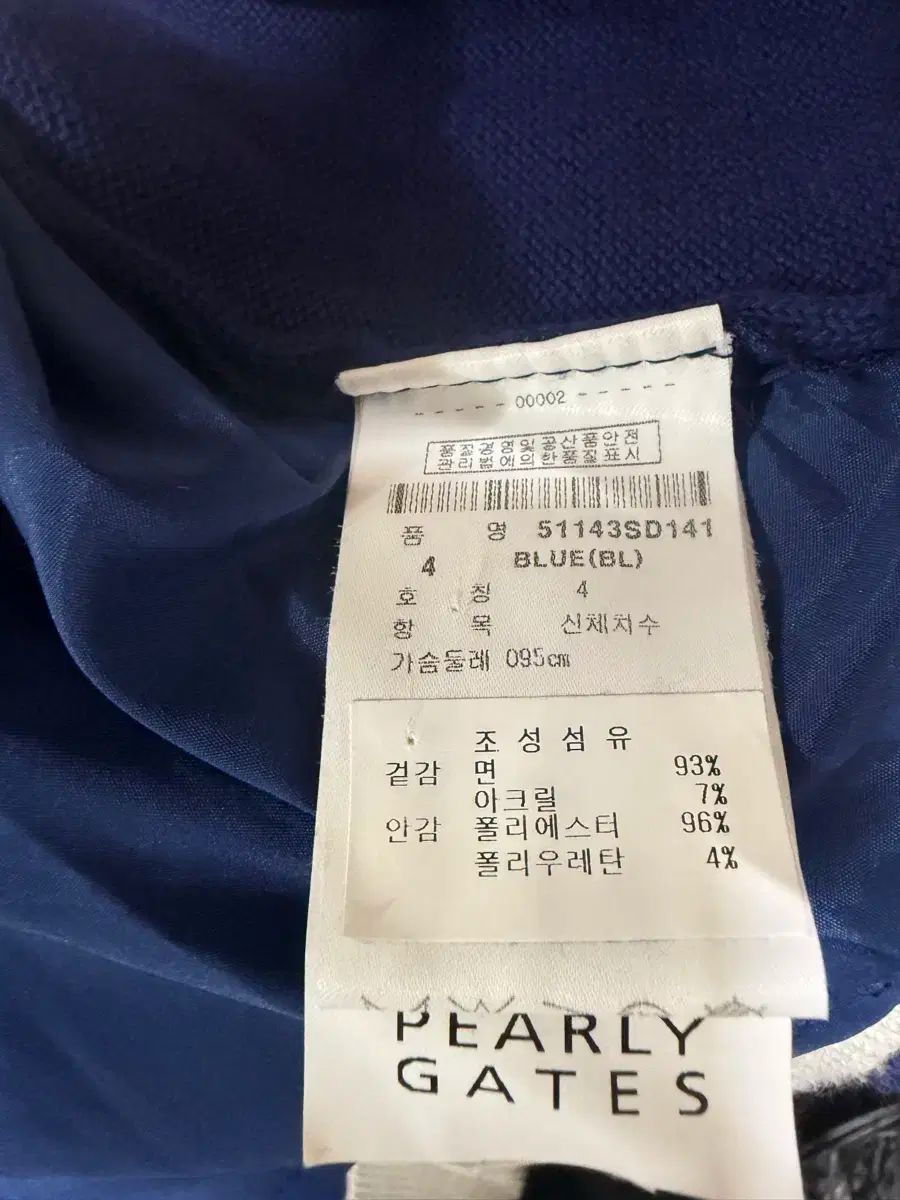 - - - - - 00002 - - - - -
품질경영및공산품안전
관리법에의한품질표시
품 명 51143SD141
4 BLUE(BL)
호 칭 4
항 목 신체치수
가슴둘레 095cm
조 성 섬 유
겉감 면 93%
아크릴 7%
안감 폴리에스터 96%
폴리우레탄 4%
PEARLY
GATES